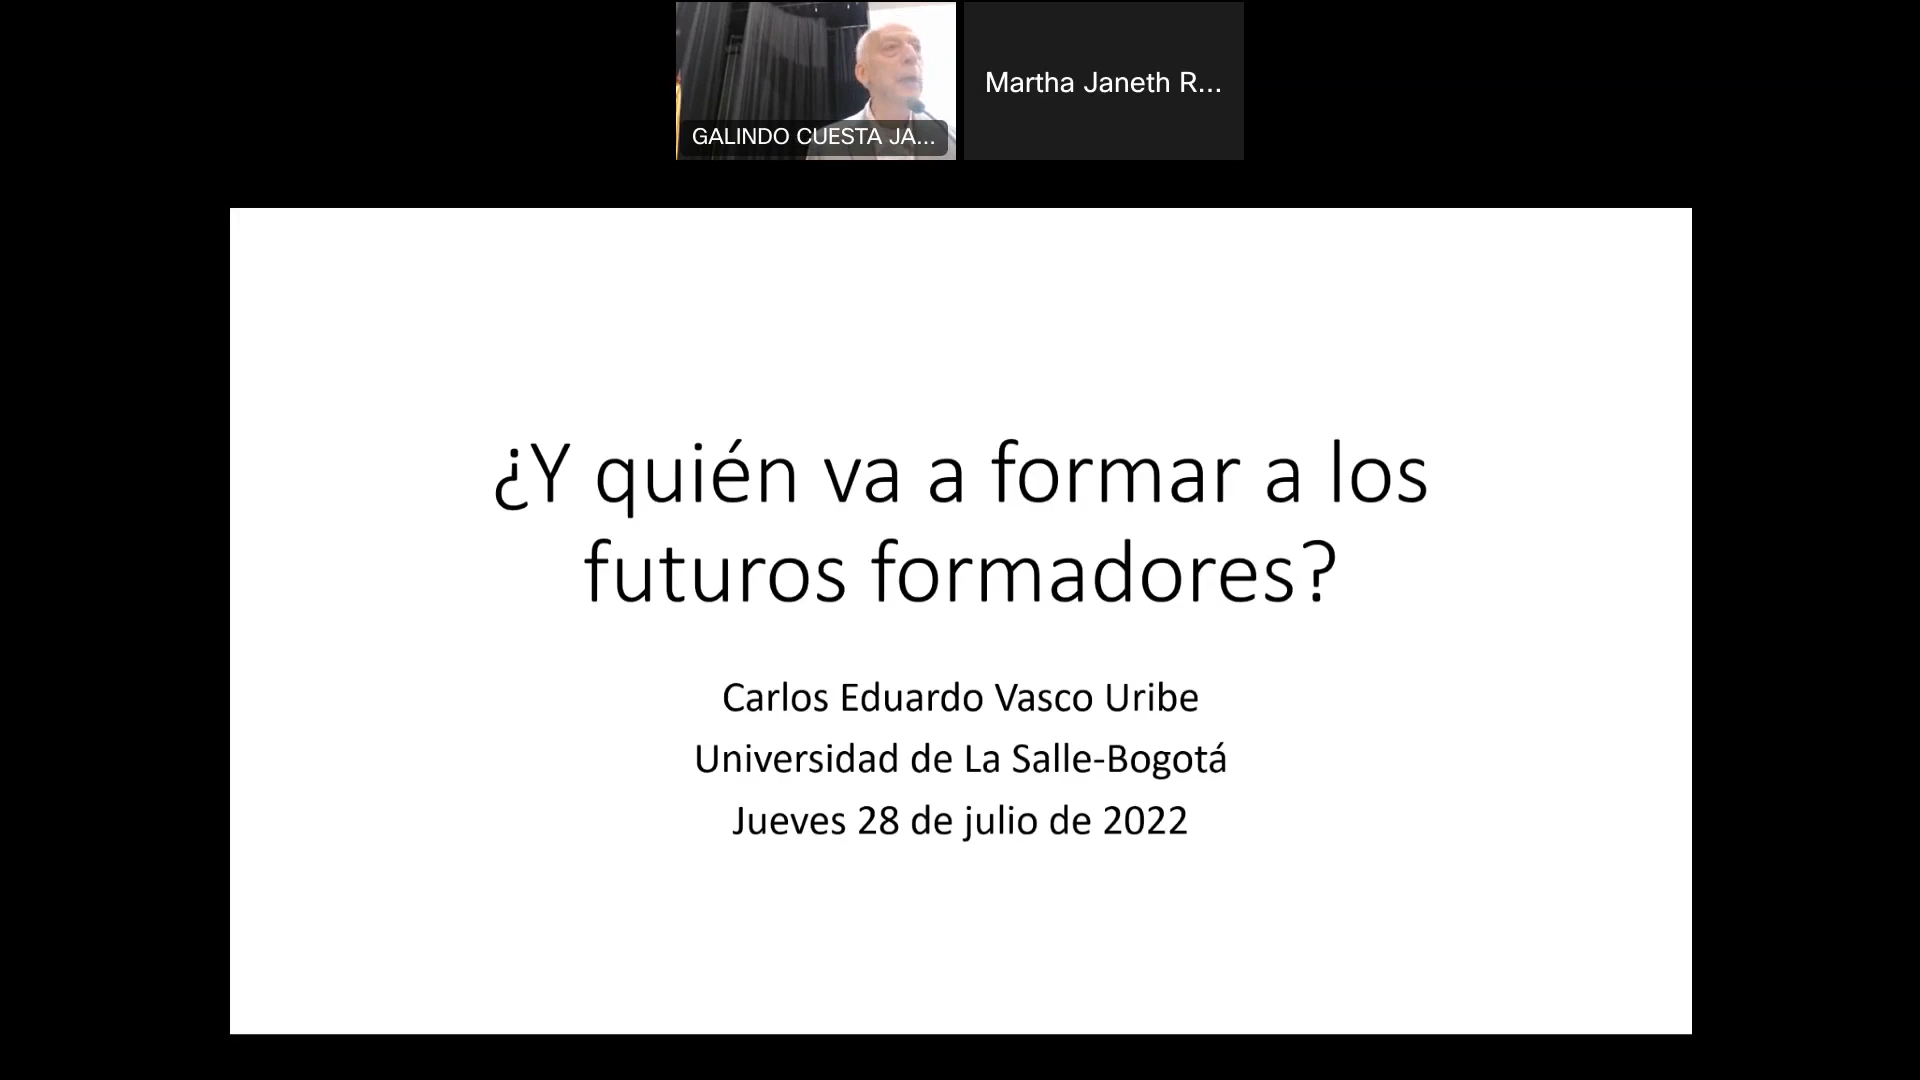 GALINDO CUESTA JA...
Martha Janeth R...
¿Y quién va a formar a los
futuros formadores?
Carlos Eduardo Vasco Uribe
Universidad de La Salle-Bogotá
Jueves 28 de julio de 2022